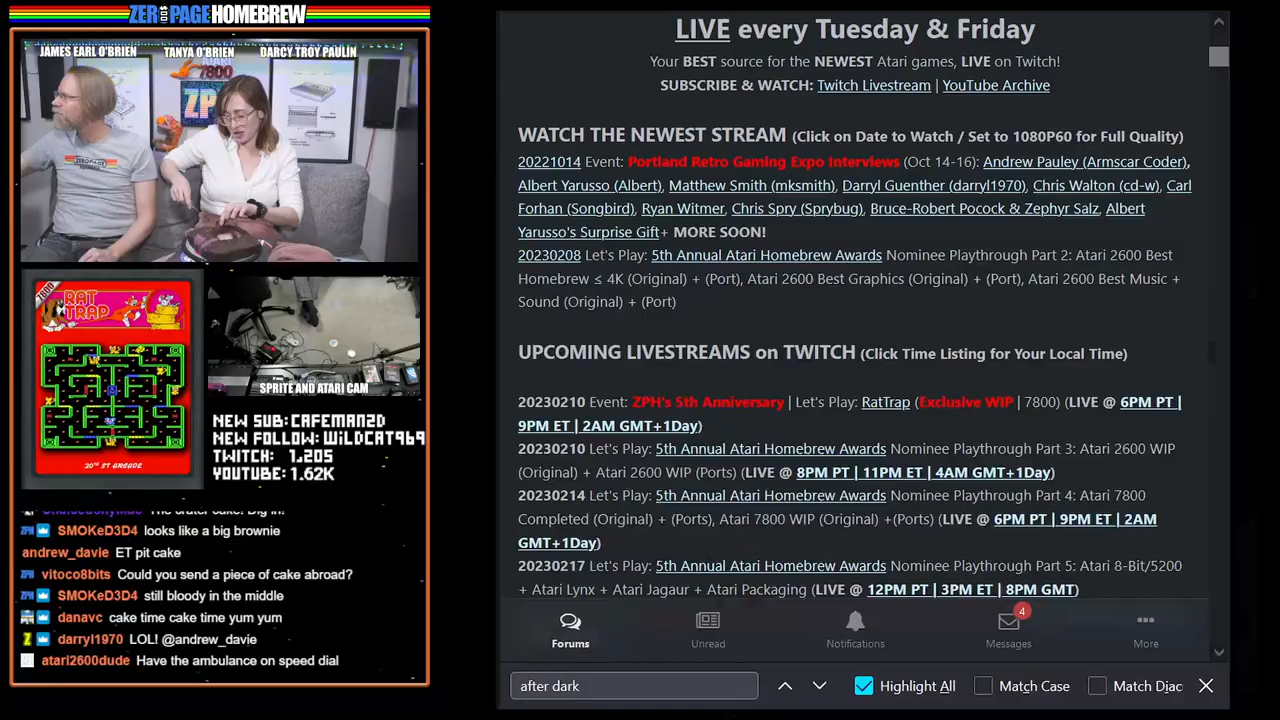 ZEROPAGE HOMEBREW
JAMES EARL O'BRIEN
TANYA O'BRIEN
DARCY TROY PAULIN
ATARI
7800
ZPH
ZEROPAGE
7800
RAT
TRAP
20TH ST ARCADE
SPRITE AND ATARI CAM
NEW SUB: CAFEMAN2D
NEW FOLLOW: WILDCAT969
TWITCH: 1,205
YOUTUBE: 1.62K
The crater cake! Dig in!
SMOKeD3D4 looks like a big brownie
andrew_davie ET pit cake
vitoco8bits Could you send a piece of cake abroad?
SMOKeD3D4 still bloody in the middle
danavc cake time cake time yum yum
darryl1970 LOL! @andrew_davie
atari2600dude Have the ambulance on speed dial
LIVE every Tuesday & Friday
Your BEST source for the NEWEST Atari games, LIVE on Twitch!
SUBSCRIBE & WATCH: Twitch Livestream | YouTube Archive
WATCH THE NEWEST STREAM (Click on Date to Watch / Set to 1080P60 for Full Quality)
20221014 Event: Portland Retro Gaming Expo Interviews (Oct 14-16): Andrew Pauley (Armscar Coder),
Albert Yarusso (Albert), Matthew Smith (mksmith), Darryl Guenther (darryl1970), Chris Walton (cd-w), Carl
Forhan (Songbird), Ryan Witmer, Chris Spry (Sprybug), Bruce-Robert Pocock & Zephyr Salz, Albert
Yarusso's Surprise Gift+ MORE SOON!
20230208 Let's Play: 5th Annual Atari Homebrew Awards Nominee Playthrough Part 2: Atari 2600 Best
Homebrew ≤ 4K (Original) + (Port), Atari 2600 Best Graphics (Original) + (Port), Atari 2600 Best Music +
Sound (Original) + (Port)
UPCOMING LIVESTREAMS on TWITCH (Click Time Listing for Your Local Time)
20230210 Event: ZPH's 5th Anniversary | Let's Play: RatTrap (Exclusive WIP | 7800) (LIVE @ 6PM PT |
9PM ET | 2AM GMT+1Day)
20230210 Let's Play: 5th Annual Atari Homebrew Awards Nominee Playthrough Part 3: Atari 2600 WIP
(Original) + Atari 2600 WIP (Ports) (LIVE @ 8PM PT | 11PM ET | 4AM GMT+1Day)
20230214 Let's Play: 5th Annual Atari Homebrew Awards Nominee Playthrough Part 4: Atari 7800
Completed (Original) + (Ports), Atari 7800 WIP (Original) +(Ports) (LIVE @ 6PM PT | 9PM ET | 2AM
GMT+1Day)
20230217 Let's Play: 5th Annual Atari Homebrew Awards Nominee Playthrough Part 5: Atari 8-Bit/5200
+ Atari Lynx + Atari Jagaur + Atari Packaging (LIVE @ 12PM PT | 3PM ET | 8PM GMT)
4
Forums Unread Notifications Messages More
after dark Highlight All Match Case Match Diac